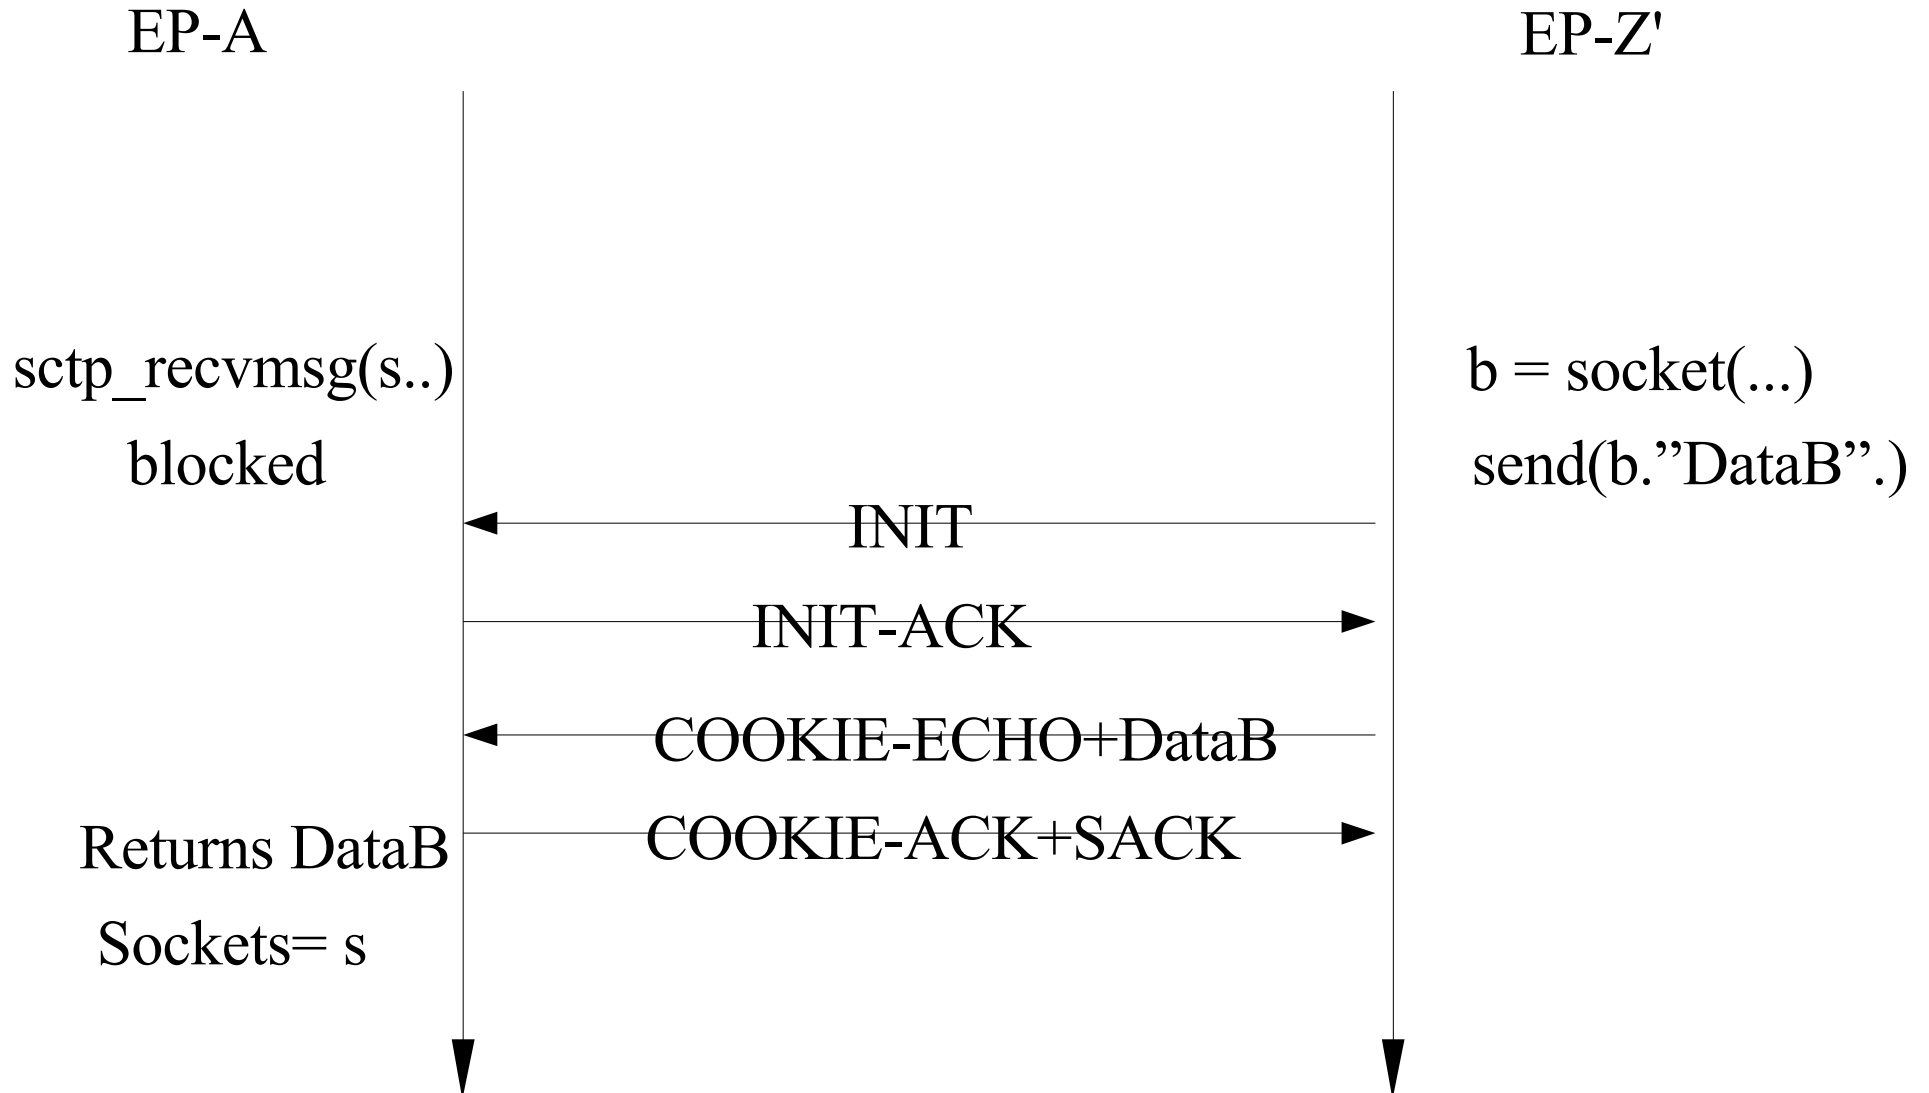 EP-A
EP-Z'
sctp_recvmsg(s..)
blocked
b = socket(...)
send(b.”DataB”.)
INIT
INIT-ACK
COOKIE-ECHO+DataB
COOKIE-ACK+SACK
Returns DataB
Sockets= s